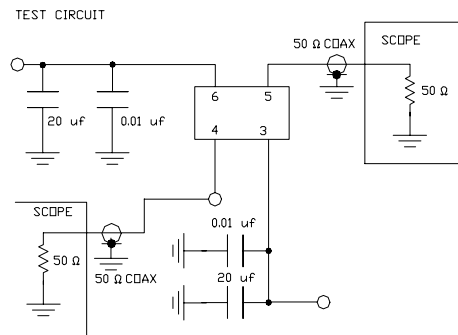 TEST CIRCUIT
50 Ω COAX
SCOPE
50 Ω
20 uf
0.01 uf
6 5
4 3
SCOPE
50 Ω
50 Ω COAX
0.01 uf
20 uf